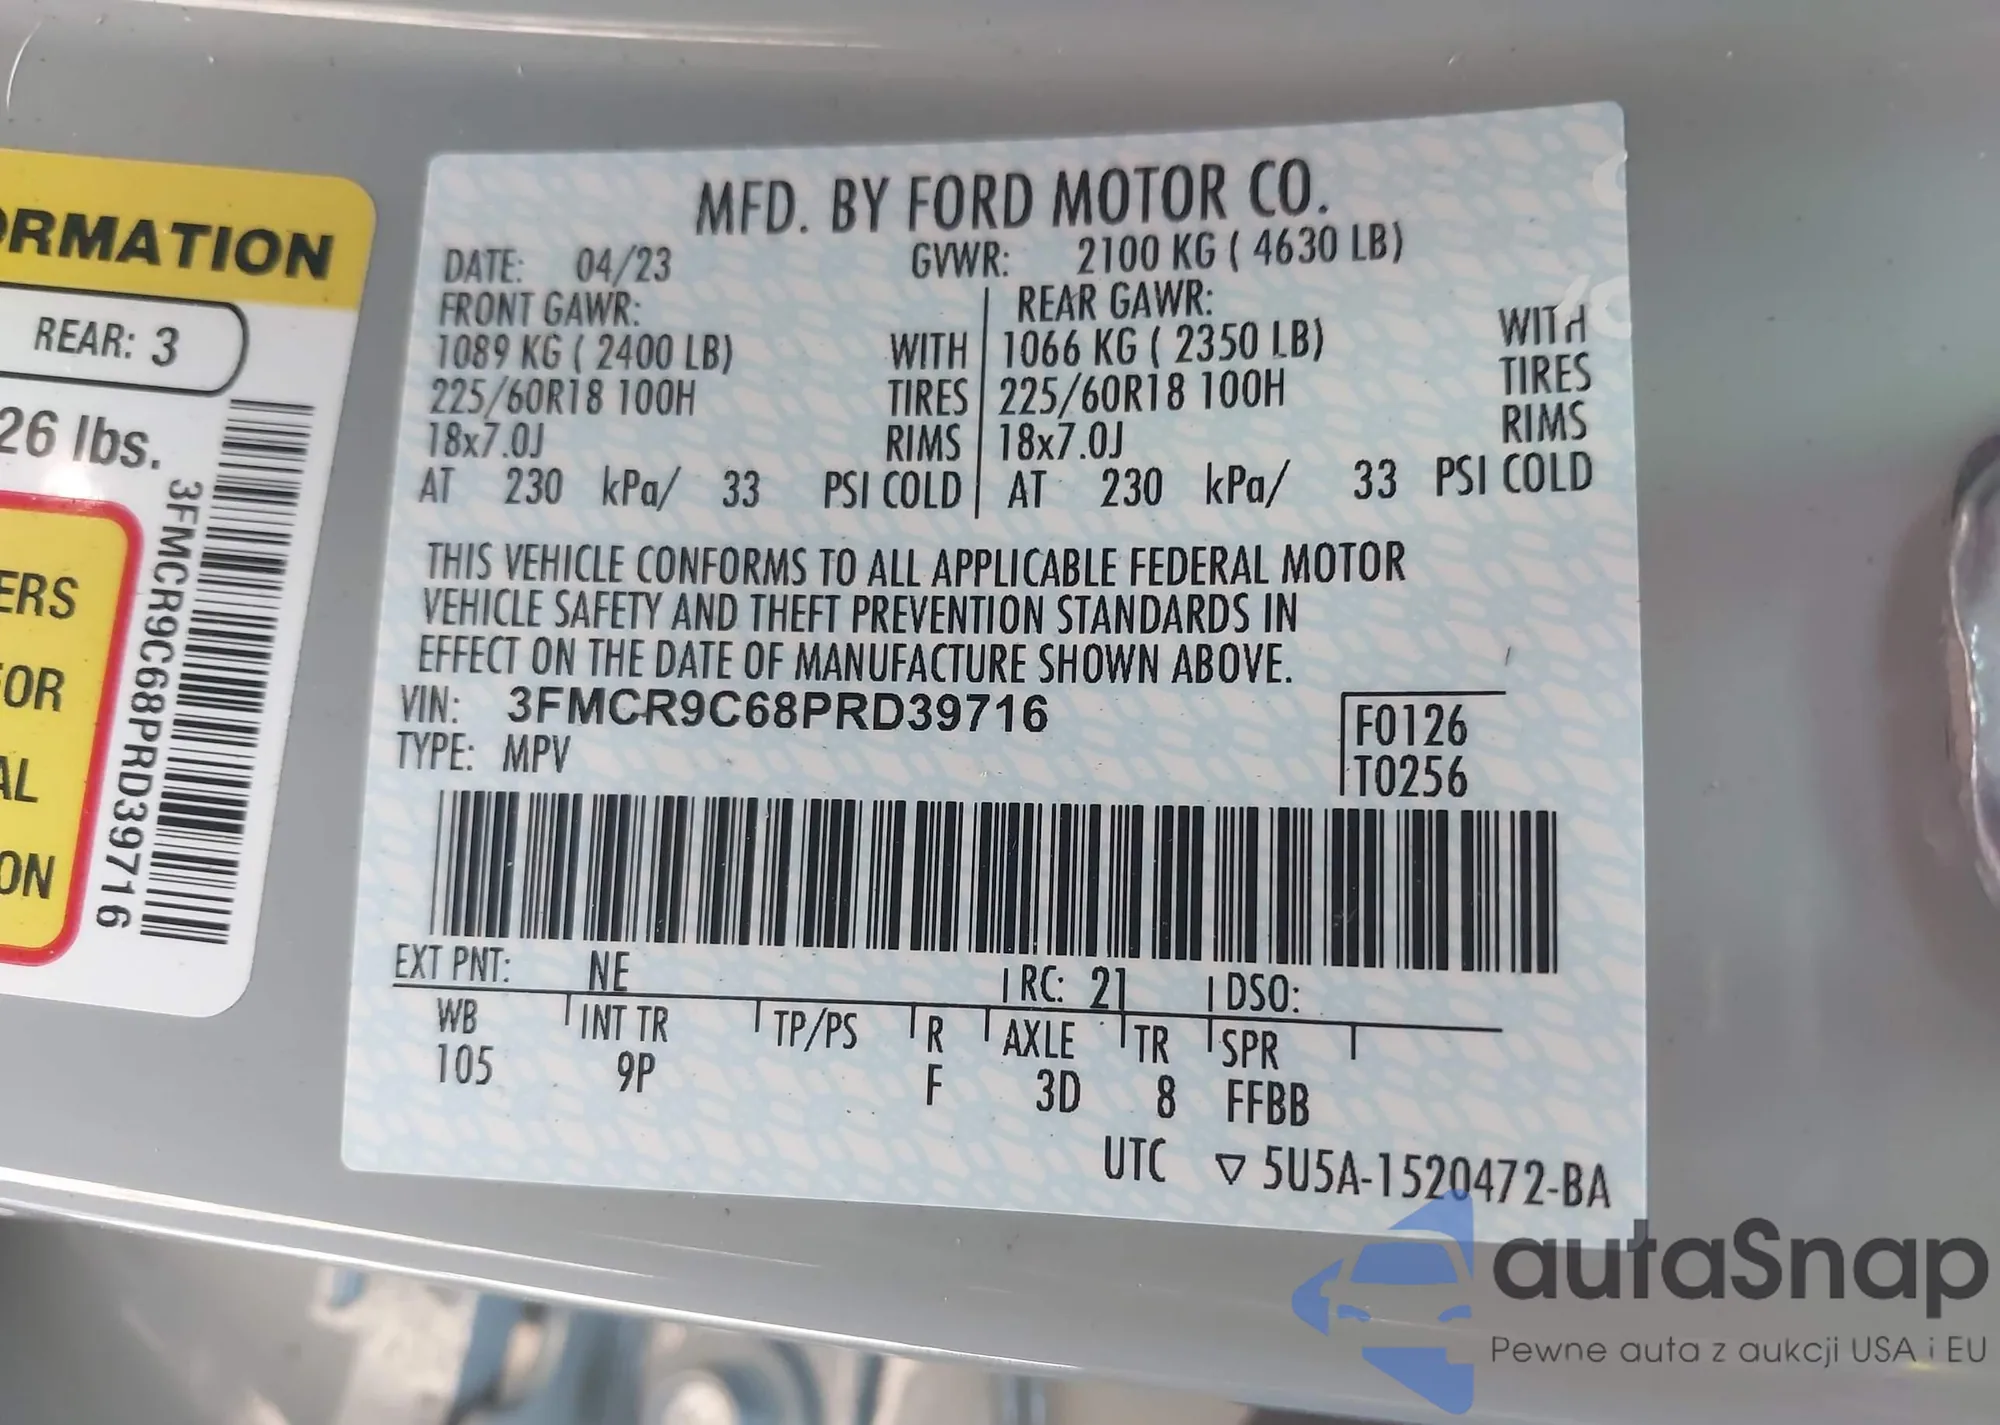 ORMATION
REAR: 3
26 lbs.
ERS
FOR
AL
ON
3FMCR9C68PRD39716
MFD. BY FORD MOTOR CO.
DATE: 04/23 GVWR: 2100 KG ( 4630 LB)
FRONT GAWR: REAR GAWR:
1089 KG ( 2400 LB) WITH 1066 KG ( 2350 LB) WITH
225/60R18 100H TIRES 225/60R18 100H TIRES
18x7.0J RIMS 18x7.0J RIMS
AT 230 kPa/ 33 PSI COLD AT 230 kPa/ 33 PSI COLD
THIS VEHICLE CONFORMS TO ALL APPLICABLE FEDERAL MOTOR
VEHICLE SAFETY AND THEFT PREVENTION STANDARDS IN
EFFECT ON THE DATE OF MANUFACTURE SHOWN ABOVE.
VIN: 3FMCR9C68PRD39716
TYPE: MPV
F0126
T0256
EXT PNT: NE RC: 21 DSO:
WB INT TR TP/PS R AXLE TR SPR
105 9P F 3D 8 FFBB
UTC ▽ 5U5A-1520472-BA
autaSnap
Pewne auta z aukcji USA i EU